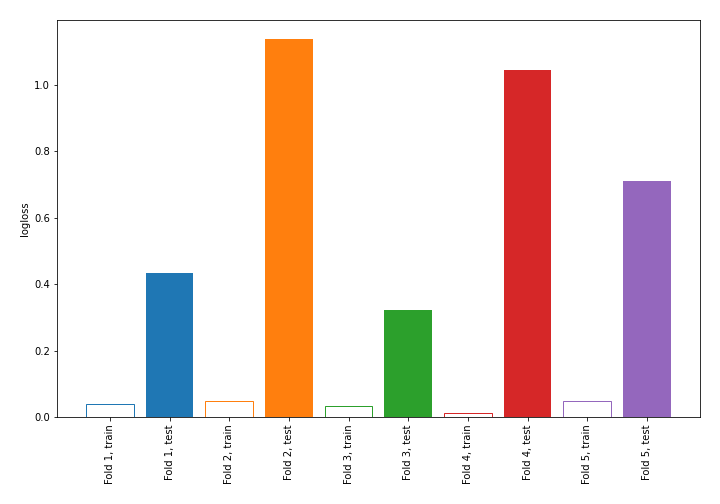 logloss
1.0
0.8
0.6
0.4
0.2
0.0
Fold 1, train
Fold 1, test
Fold 2, train
Fold 2, test
Fold 3, train
Fold 3, test
Fold 4, train
Fold 4, test
Fold 5, train
Fold 5, test